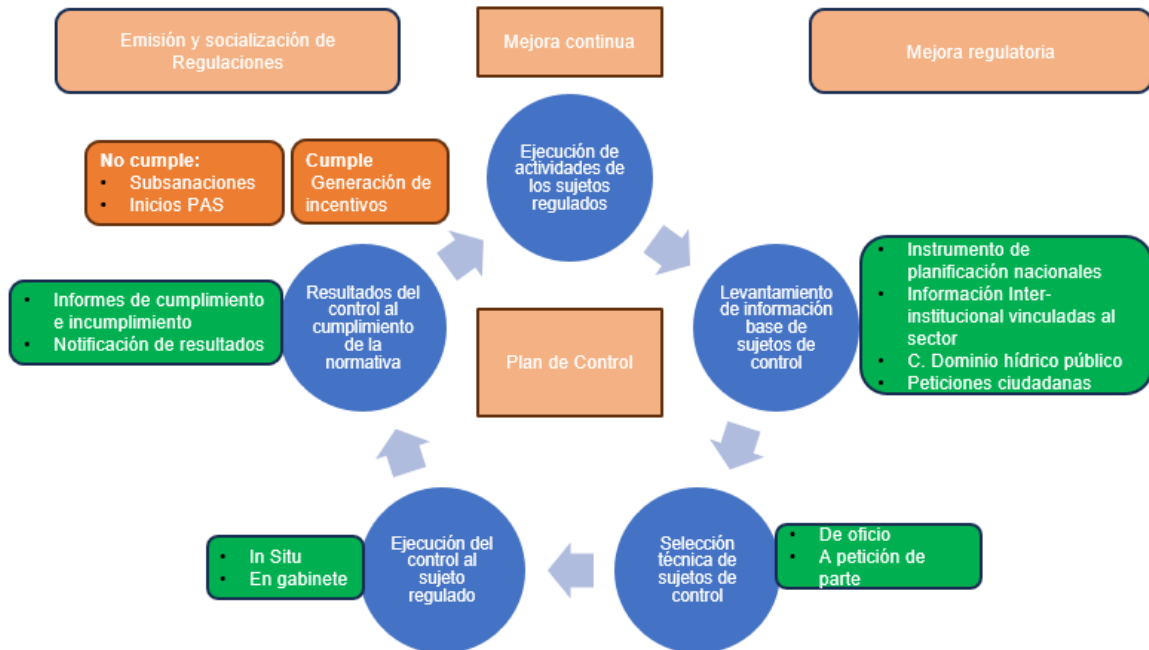 Emisión y socialización de
Regulaciones
Mejora continua
Mejora regulatoria
No cumple:
• Subsanaciones
• Inicios PAS
Cumple
Generación de
incentivos
Ejecución de
actividades de
los sujetos
regulados
• Informes de cumplimiento
e incumplimiento
• Notificación de resultados
Resultados del
control al
cumplimiento
de la
normativa
Plan de Control
Levantamiento
de información
base de
sujetos de
control
• Instrumento de
planificación nacionales
• Información Inter-
institucional vinculadas al
sector
• C. Dominio hídrico público
• Peticiones ciudadanas
• In Situ
• En gabinete
Ejecución del
control al
sujeto
regulado
Selección
técnica de
sujetos de
control
• De oficio
• A petición de
parte